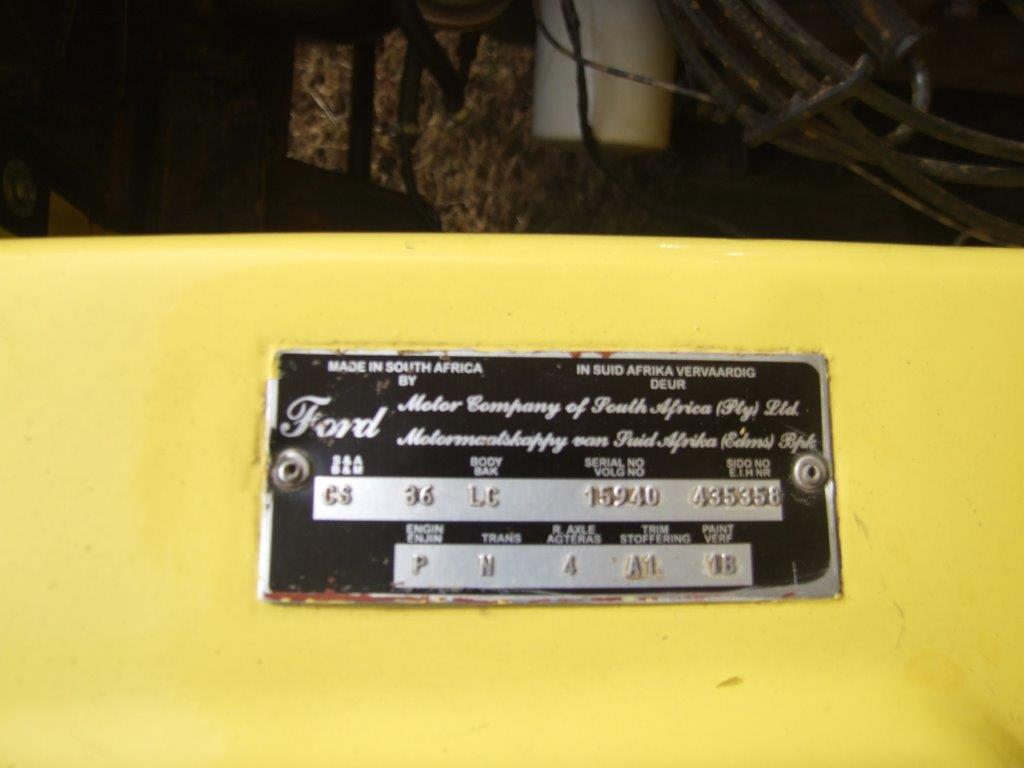 MADE IN SOUTH AFRICA IN SUID AFRIKA VERVAARDIG
BY DEUR
Ford Motor Company of South Africa (Pty) Ltd.
Motormaatskappy van Suid Afrika (Edms) Bpk
S & A BODY SERIAL NO SIDO NO
B & M BAK VOLG NO E.I.H NR
CS 36 LC 15940 435358
ENGIN R. AXLE TRIM PAINT
ENJIN TRANS AGTERAS STOFFERING VERF
P N 4 A1 1B